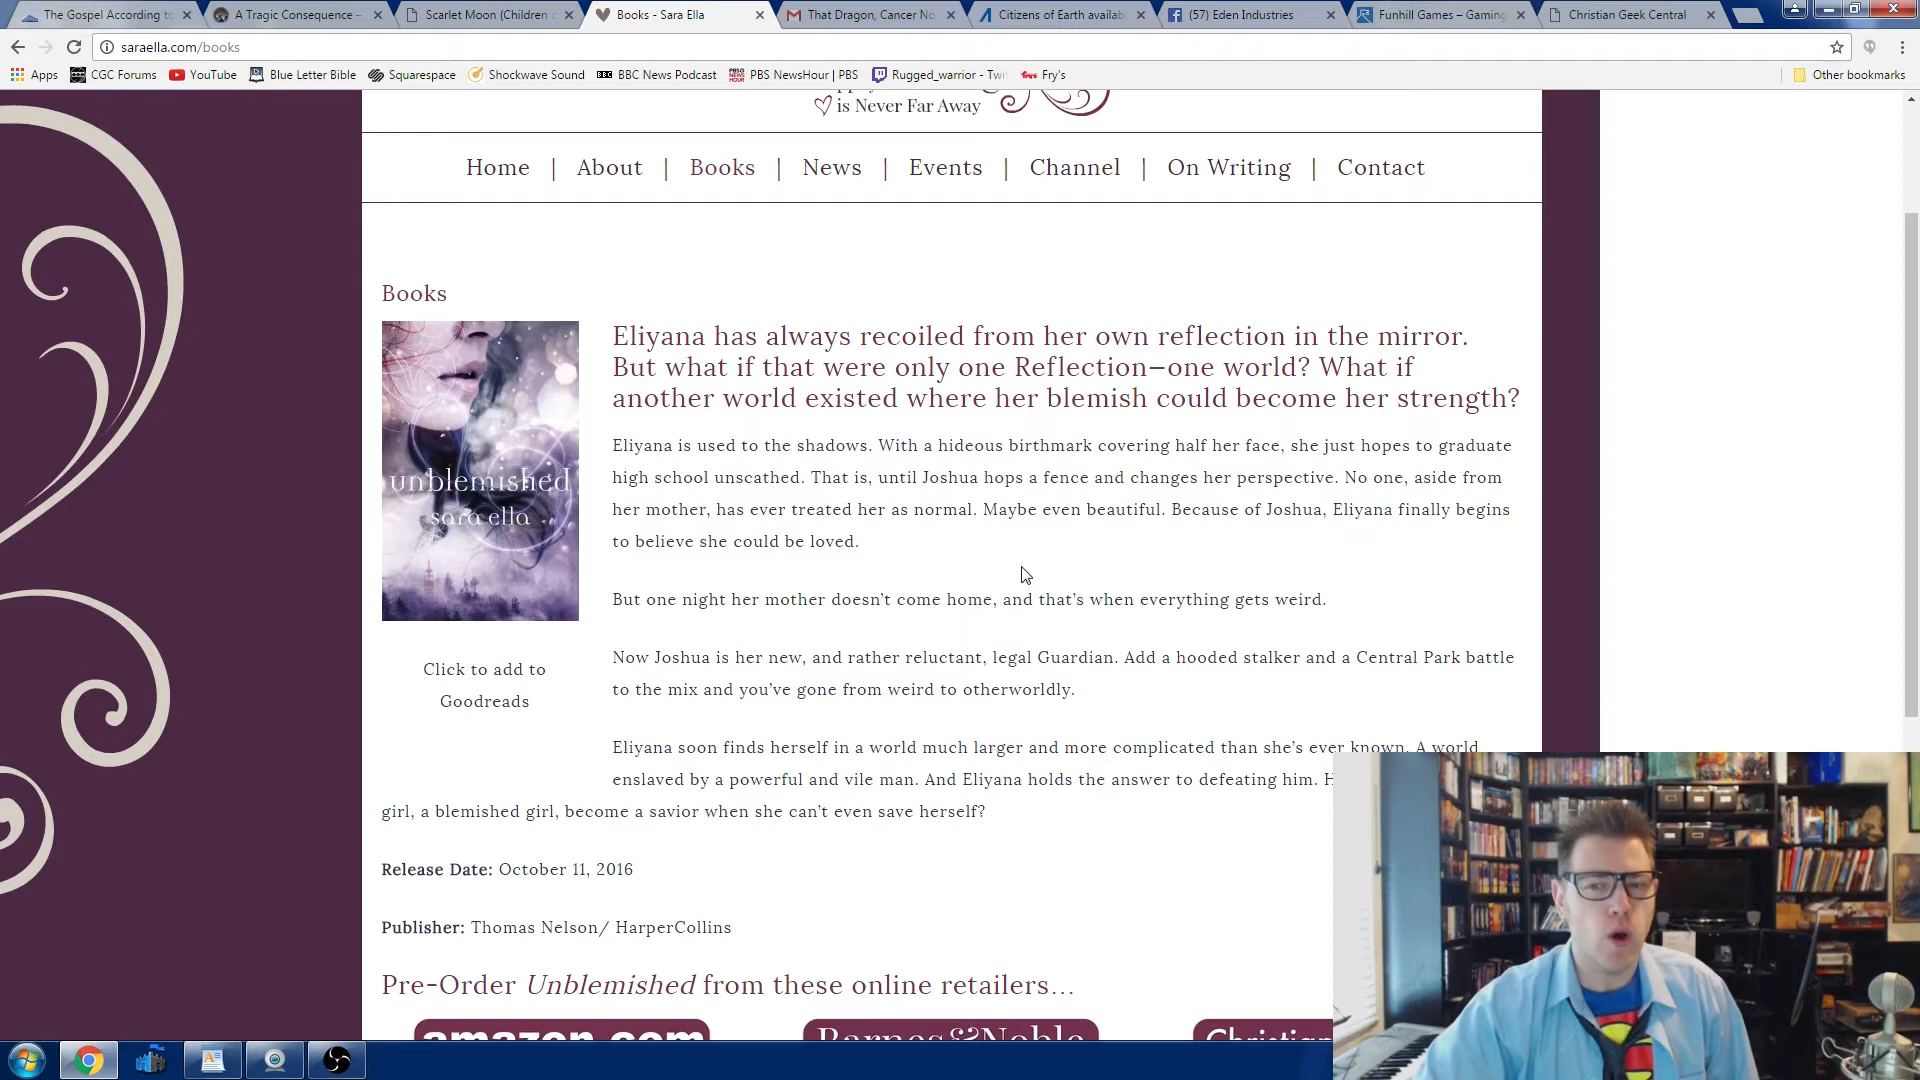 The Gospel According to
A Tragic Consequence –
Scarlet Moon (Children
Books - Sara Ella
That Dragon, Cancer No
Citizens of Earth availab
(57) Eden Industries
Funhill Games – Gaming
Christian Geek Central
saraella.com/books
Apps
CGC Forums
YouTube
Blue Letter Bible
Squarespace
Shockwave Sound
BBC News Podcast
PBS NewsHour | PBS
Rugged_warrior - Twi
Fry's
Other bookmarks
is Never Far Away
Home | About | Books | News | Events | Channel | On Writing | Contact
Books
unblemished
sara ella
Click to add to
Goodreads
Eliyana has always recoiled from her own reflection in the mirror.
But what if that were only one Reflection—one world? What if
another world existed where her blemish could become her strength?
Eliyana is used to the shadows. With a hideous birthmark covering half her face, she just hopes to graduate
high school unscathed. That is, until Joshua hops a fence and changes her perspective. No one, aside from
her mother, has ever treated her as normal. Maybe even beautiful. Because of Joshua, Eliyana finally begins
to believe she could be loved.
But one night her mother doesn't come home, and that's when everything gets weird.
Now Joshua is her new, and rather reluctant, legal Guardian. Add a hooded stalker and a Central Park battle
to the mix and you've gone from weird to otherworldly.
Eliyana soon finds herself in a world much larger and more complicated than she's ever known. A world
enslaved by a powerful and vile man. And Eliyana holds the answer to defeating him. H
girl, a blemished girl, become a savior when she can't even save herself?
Release Date: October 11, 2016
Publisher: Thomas Nelson/ HarperCollins
Pre-Order Unblemished from these online retailers...
amazon.com
Barnes&Noble
Christian